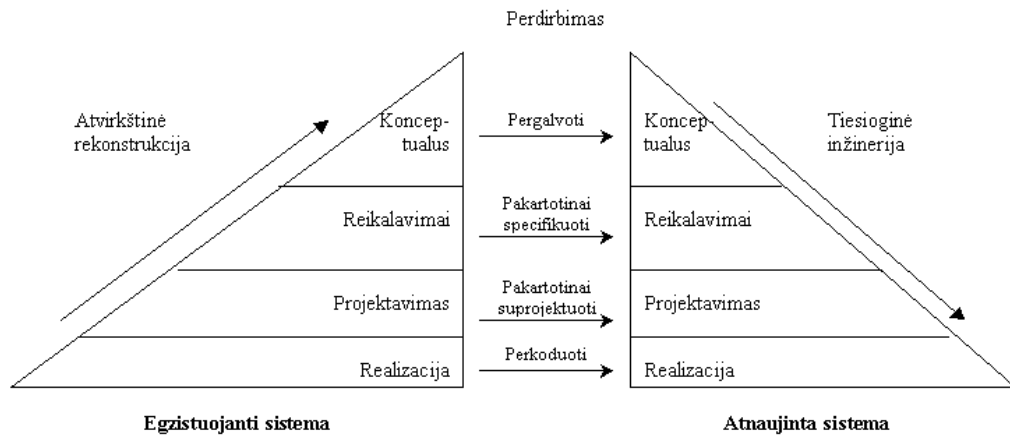 Perdirbimas
Atvirkštinė
rekonstrukcija
Koncep-
tualus
Pergalvoti
Koncep-
tualus
Tiesioginė
inžinerija
Reikalavimai
Pakartotinai
specifikuoti
Reikalavimai
Projektavimas
Pakartotinai
suprojektuoti
Projektavimas
Realizacija
Perkoduoti
Realizacija
Egzistuojanti sistema
Atnaujinta sistema